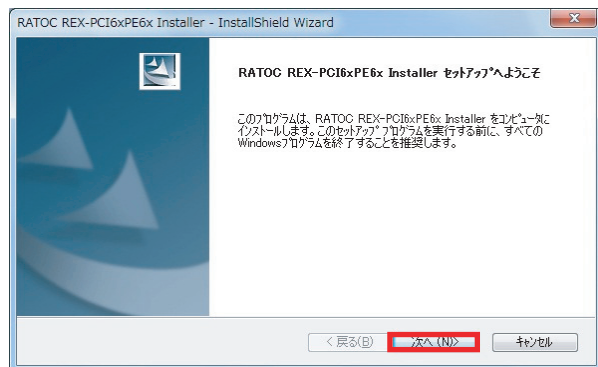 RATOC REX-PCI6xPE6x Installer - InstallShield Wizard
RATOC REX-PCI6xPE6x Installer ｾｯﾄｱｯﾌﾟへようこそ
このﾌﾟﾛｸﾞﾗﾑは、RATOC REX-PCI6xPE6x Installer をｺﾝﾋﾟｭｰﾀに
ｲﾝｽﾄｰﾙします。このｾｯﾄｱｯﾌﾟ ﾌﾟﾛｸﾞﾗﾑを実行する前に、すべての
Windowsﾌﾟﾛｸﾞﾗﾑを終了することを推奨します。
< 戻る(B)
次へ (N)>
ｷｬﾝｾﾙ